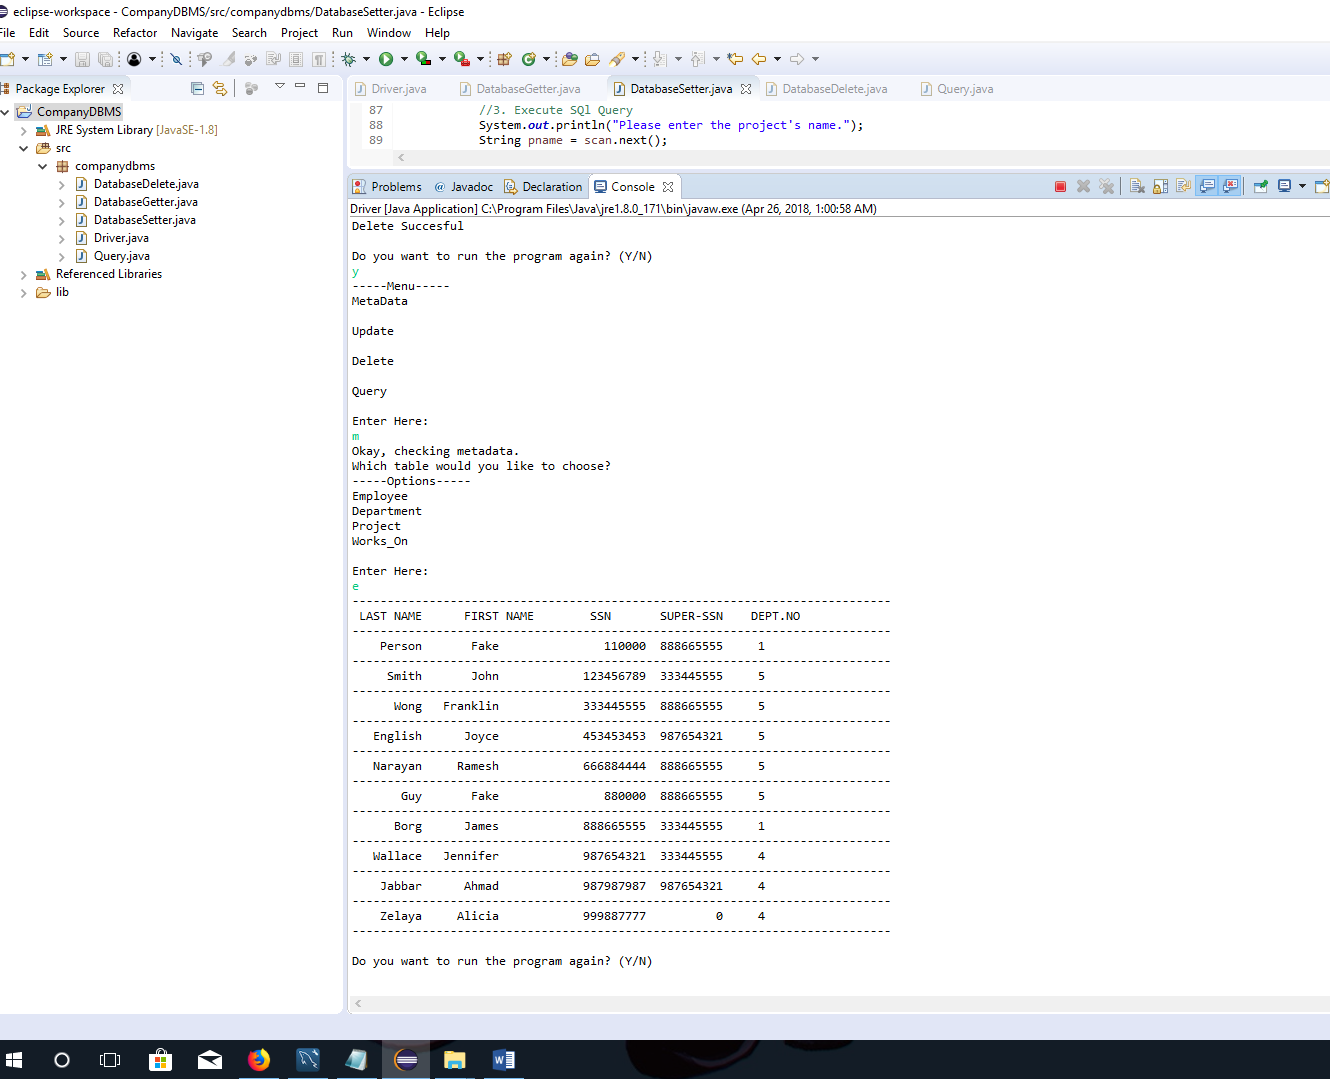 eclipse-workspace - CompanyDBMS/src/companydbms/DatabaseSetter.java - Eclipse
File Edit Source Refactor Navigate Search Project Run Window Help
Package Explorer
CompanyDBMS
JRE System Library [JavaSE-1.8]
src
companydbms
DatabaseDelete.java
DatabaseGetter.java
DatabaseSetter.java
Driver.java
Query.java
Referenced Libraries
lib
Driver.java DatabaseGetter.java DatabaseSetter.java DatabaseDelete.java Query.java
87 //3. Execute SQl Query
88 System.out.println("Please enter the project's name.");
89 String pname = scan.next();
Problems @ Javadoc Declaration Console
Driver [Java Application] C:\Program Files\Java\jre1.8.0_171\bin\javaw.exe (Apr 26, 2018, 1:00:58 AM)
Delete Succesful
Do you want to run the program again? (Y/N)
y
-----Menu-----
MetaData
Update
Delete
Query
Enter Here:
m
Okay, checking metadata.
Which table would you like to choose?
-----Options-----
Employee
Department
Project
Works_On
Enter Here:
e
-----------------------------------------------------------------------------
LAST NAME FIRST NAME SSN SUPER-SSN DEPT.NO
-----------------------------------------------------------------------------
Person Fake 110000 888665555 1
-----------------------------------------------------------------------------
Smith John 123456789 333445555 5
-----------------------------------------------------------------------------
Wong Franklin 333445555 888665555 5
-----------------------------------------------------------------------------
English Joyce 453453453 987654321 5
-----------------------------------------------------------------------------
Narayan Ramesh 666884444 888665555 5
-----------------------------------------------------------------------------
Guy Fake 880000 888665555 5
-----------------------------------------------------------------------------
Borg James 888665555 333445555 1
-----------------------------------------------------------------------------
Wallace Jennifer 987654321 333445555 4
-----------------------------------------------------------------------------
Jabbar Ahmad 987987987 987654321 4
-----------------------------------------------------------------------------
Zelaya Alicia 999887777 0 4
-----------------------------------------------------------------------------
Do you want to run the program again? (Y/N)